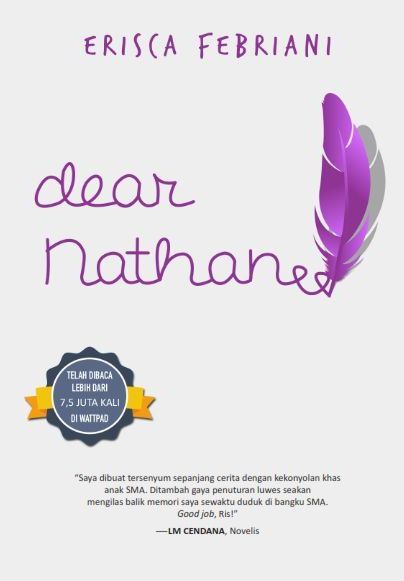 ERISCA FEBRIANI
dear
Nathan
TELAH DIBACA
LEBIH DARI
7,5 JUTA KALI
DI WATTPAD
“Saya dibuat tersenyum sepanjang cerita dengan kekonyolan khas
anak SMA. Ditambah gaya penuturan luwes seakan
mengilas balik memori saya sewaktu duduk di bangku SMA.
Good job, Ris!”
—LM CENDANA, Novelis